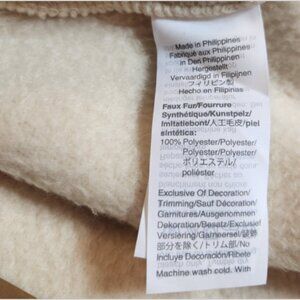 Made in Philippines
Fabriqué aux Philippines
In Den Philippinen
Hergestellt
Vervaardigd in Filipijnen
フィリピン製
Hecho en Filipinas
Faux Fur/Fourrure
Synthétique/Kunstpelz/
Imitatiebont/人工毛皮/piel
sintética:
100% Polyester/Polyester/
Polyester/Polyester/
ポリエステル/
poliéster
Exclusive Of Decoration/
Trimming/Sauf Décoration/
Garnitures/Ausgenommen
Dekoration/Besatz/Exclusief
Versiering/Garneersel/装飾
部分を除く/トリム部/No
Incluye Decoración/Ribete
Machine wash cold. With